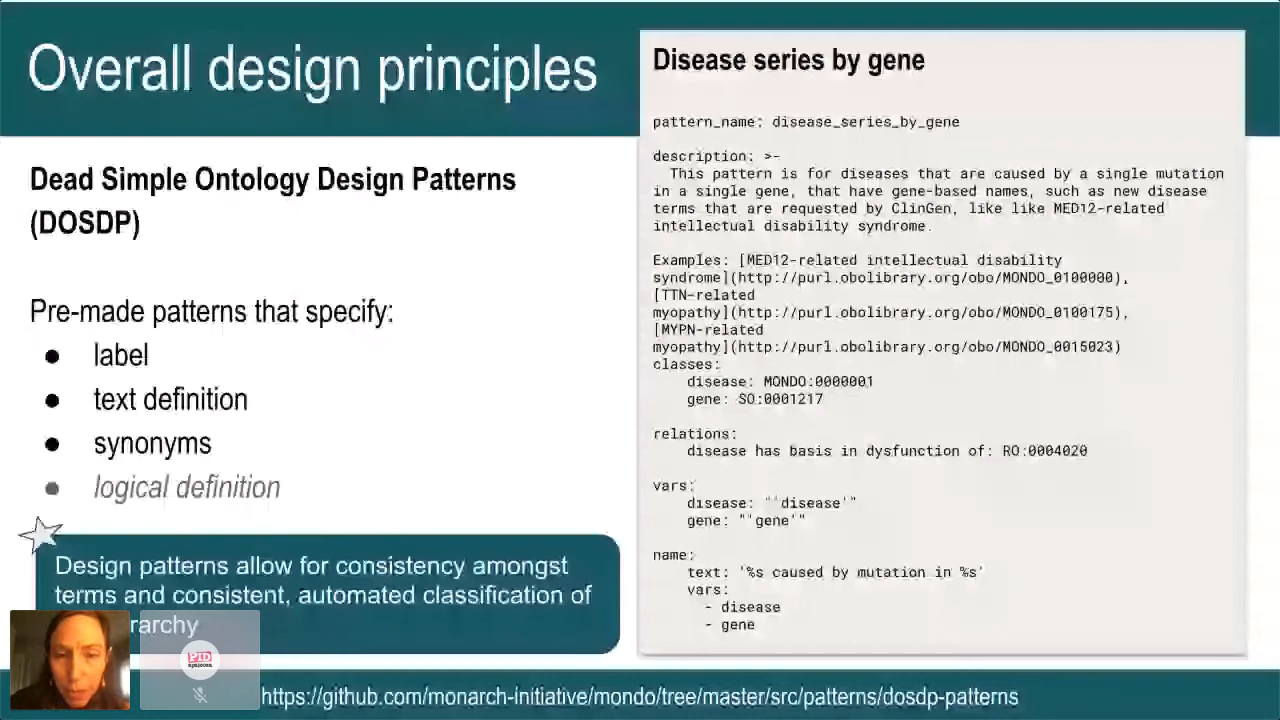 Overall design principles
Dead Simple Ontology Design Patterns
(DOSDP)
Pre-made patterns that specify:
● label
● text definition
● synonyms
● logical definition
Design patterns allow for consistency amongst
terms and consistent, automated classification of
rarchy
PID
https://github.com/monarch-initiative/mondo/tree/master/src/patterns/dosdp-patterns
Disease series by gene
pattern_name: disease_series_by_gene
description: >-
This pattern is for diseases that are caused by a single mutation
in a single gene, that have gene-based names, such as new disease
terms that are requested by ClinGen, like like MED12-related
intellectual disability syndrome.
Examples: [MED12-related intellectual disability
syndrome](http://purl.obolibrary.org/obo/MONDO_0100000),
[TTN-related
myopathy](http://purl.obolibrary.org/obo/MONDO_0100175),
[MYPN-related
myopathy](http://purl.obolibrary.org/obo/MONDO_0015023)
classes:
disease: MONDO:0000001
gene: SO:0001217
relations:
disease has basis in dysfunction of: RO:0004020
vars:
disease: "'disease'"
gene: "'gene'"
name:
text: '%s caused by mutation in %s'
vars:
- disease
- gene